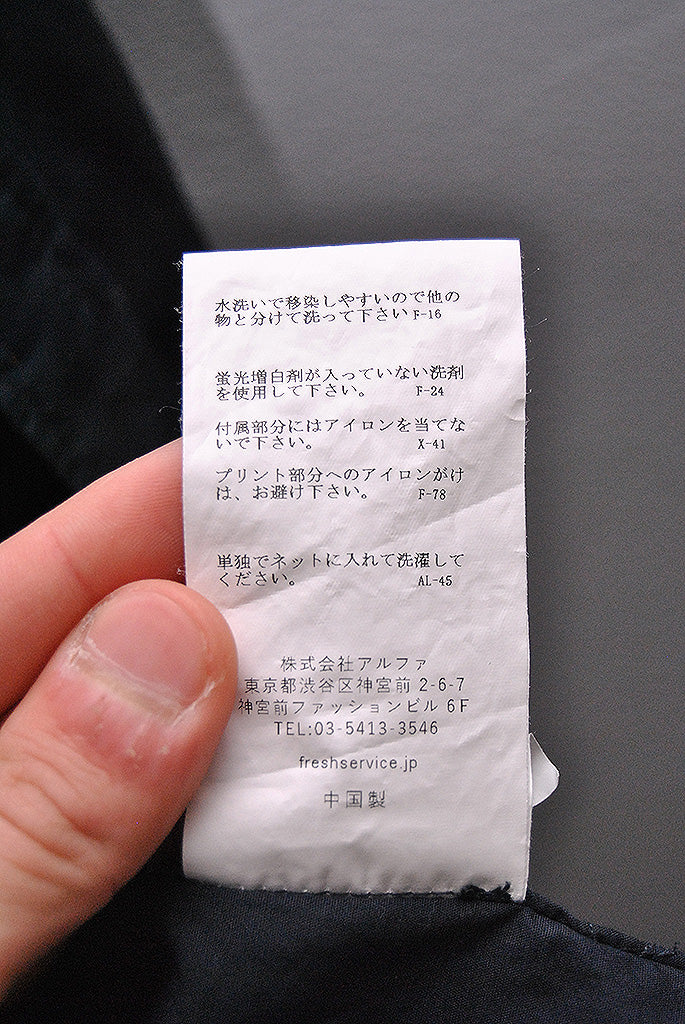 水洗いで移染しやすいので他の
物と分けて洗って下さい F-16
蛍光増白剤が入っていない洗剤
を使用して下さい。 F-24
付属部分にはアイロンを当てな
いで下さい。 X-41
プリント部分へのアイロンがけ
は、お避け下さい。 F-78
単独でネットに入れて洗濯して
ください。 AL-45
株式会社アルファ
東京都渋谷区神宮前 2-6-7
神宮前ファッションビル 6F
TEL:03-5413-3546
freshservice.jp
中国製